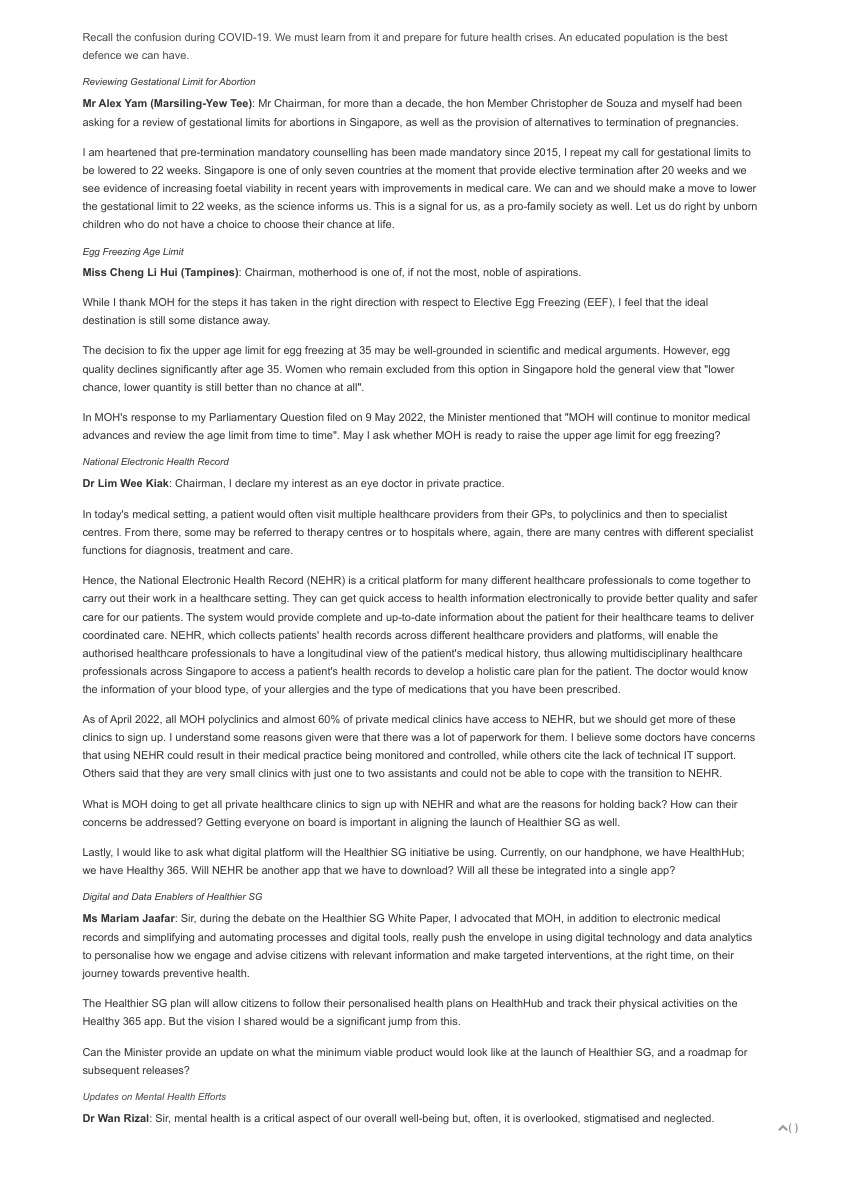 Recall the confusion during COVID-19. We must learn from it and prepare for future health crises. An educated population is the best
defence we can have.
Reviewing Gestational Limit for Abortion
Mr Alex Yam (Marsiling-Yew Tee): Mr Chairman, for more than a decade, the hon Member Christopher de Souza and myself had been
asking for a review of gestational limits for abortions in Singapore, as well as the provision of alternatives to termination of pregnancies.
I am heartened that pre-termination mandatory counselling has been made mandatory since 2015, I repeat my call for gestational limits to
be lowered to 22 weeks. Singapore is one of only seven countries at the moment that provide elective termination after 20 weeks and we
see evidence of increasing foetal viability in recent years with improvements in medical care. We can and we should make a move to lower
the gestational limit to 22 weeks, as the science informs us. This is a signal for us, as a pro-family society as well. Let us do right by unborn
children who do not have a choice to choose their chance at life.
Egg Freezing Age Limit
Miss Cheng Li Hui (Tampines): Chairman, motherhood is one of, if not the most, noble of aspirations.
While I thank MOH for the steps it has taken in the right direction with respect to Elective Egg Freezing (EEF), I feel that the ideal
destination is still some distance away.
The decision to fix the upper age limit for egg freezing at 35 may be well-grounded in scientific and medical arguments. However, egg
quality declines significantly after age 35. Women who remain excluded from this option in Singapore hold the general view that "lower
chance, lower quantity is still better than no chance at all".
In MOH's response to my Parliamentary Question filed on 9 May 2022, the Minister mentioned that "MOH will continue to monitor medical
advances and review the age limit from time to time". May I ask whether MOH is ready to raise the upper age limit for egg freezing?
National Electronic Health Record
Dr Lim Wee Kiak: Chairman, I declare my interest as an eye doctor in private practice.
In today's medical setting, a patient would often visit multiple healthcare providers from their GPs, to polyclinics and then to specialist
centres. From there, some may be referred to therapy centres or to hospitals where, again, there are many centres with different specialist
functions for diagnosis, treatment and care.
Hence, the National Electronic Health Record (NEHR) is a critical platform for many different healthcare professionals to come together to
carry out their work in a healthcare setting. They can get quick access to health information electronically to provide better quality and safer
care for our patients. The system would provide complete and up-to-date information about the patient for their healthcare teams to deliver
coordinated care. NEHR, which collects patients' health records across different healthcare providers and platforms, will enable the
authorised healthcare professionals to have a longitudinal view of the patient's medical history, thus allowing multidisciplinary healthcare
professionals across Singapore to access a patient's health records to develop a holistic care plan for the patient. The doctor would know
the information of your blood type, of your allergies and the type of medications that you have been prescribed.
As of April 2022, all MOH polyclinics and almost 60% of private medical clinics have access to NEHR, but we should get more of these
clinics to sign up. I understand some reasons given were that there was a lot of paperwork for them. I believe some doctors have concerns
that using NEHR could result in their medical practice being monitored and controlled, while others cite the lack of technical IT support.
Others said that they are very small clinics with just one to two assistants and could not be able to cope with the transition to NEHR.
What is MOH doing to get all private healthcare clinics to sign up with NEHR and what are the reasons for holding back? How can their
concerns be addressed? Getting everyone on board is important in aligning the launch of Healthier SG as well.
Lastly, I would like to ask what digital platform will the Healthier SG initiative be using. Currently, on our handphone, we have HealthHub;
we have Healthy 365. Will NEHR be another app that we have to download? Will all these be integrated into a single app?
Digital and Data Enablers of Healthier SG
Ms Mariam Jaafar: Sir, during the debate on the Healthier SG White Paper, I advocated that MOH, in addition to electronic medical
records and simplifying and automating processes and digital tools, really push the envelope in using digital technology and data analytics
to personalise how we engage and advise citizens with relevant information and make targeted interventions, at the right time, on their
journey towards preventive health.
The Healthier SG plan will allow citizens to follow their personalised health plans on HealthHub and track their physical activities on the
Healthy 365 app. But the vision I shared would be a significant jump from this.
Can the Minister provide an update on what the minimum viable product would look like at the launch of Healthier SG, and a roadmap for
subsequent releases?
Updates on Mental Health Efforts
Dr Wan Rizal: Sir, mental health is a critical aspect of our overall well-being but, often, it is overlooked, stigmatised and neglected.
( )